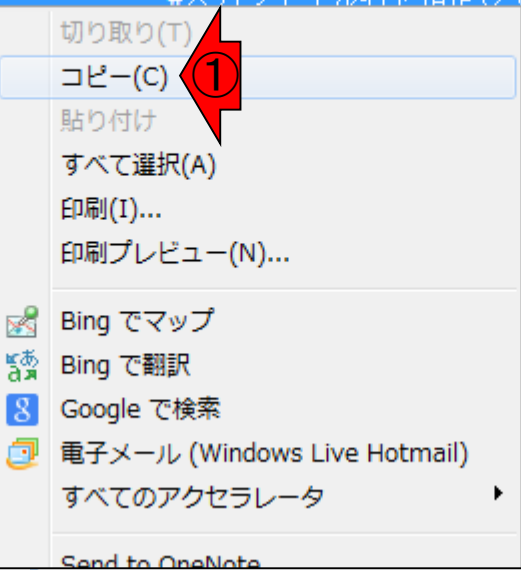 切り取り(T)
コピー(C)
①
貼り付け
すべて選択(A)
印刷(I)...
印刷プレビュー(N)...
Bing でマップ
Bing で翻訳
Google で検索
電子メール (Windows Live Hotmail)
すべてのアクセラレータ
Send to OneNote